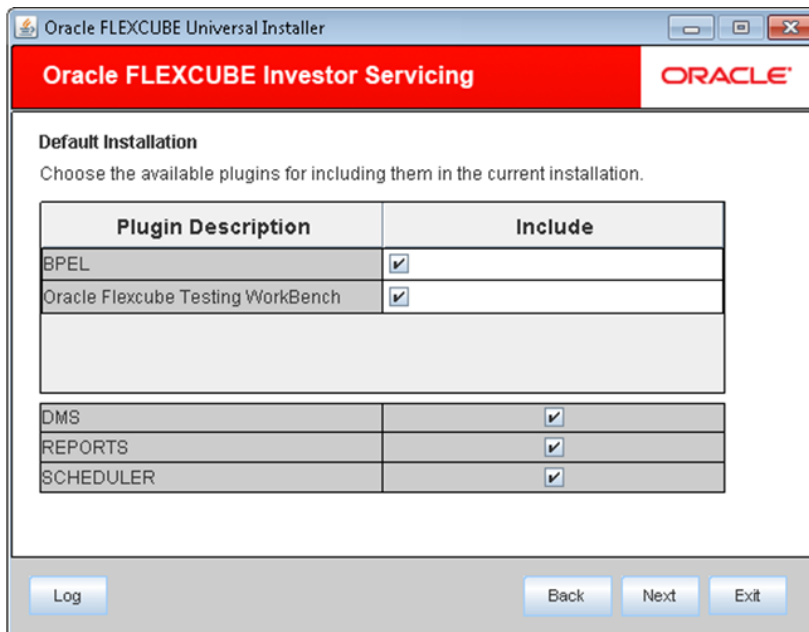 Oracle FLEXCUBE Universal Installer
Oracle FLEXCUBE Investor Servicing
ORACLE
Default Installation
Choose the available plugins for including them in the current installation.
Plugin Description Include
BPEL
Oracle Flexcube Testing WorkBench
DMS
REPORTS
SCHEDULER
Log Back Next Exit